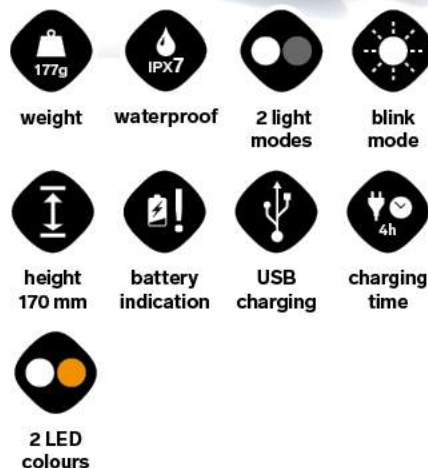 177g
IPX7
weight
waterproof
2 light
modes
blink
mode
4h
height
170 mm
battery
indication
USB
charging
charging
time
2 LED
colours